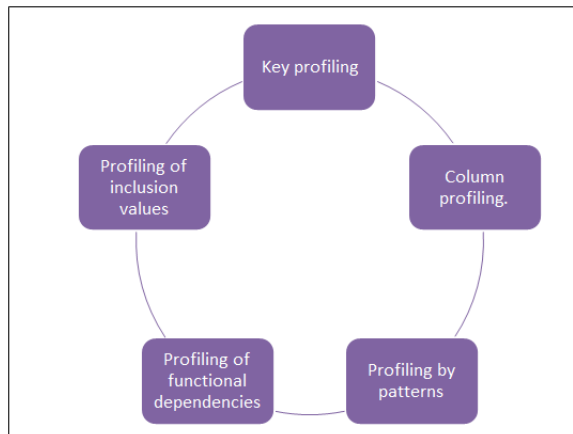 Key profiling
Column
profiling.
Profiling by
patterns
Profiling of
functional
dependencies
Profiling of
inclusion
values